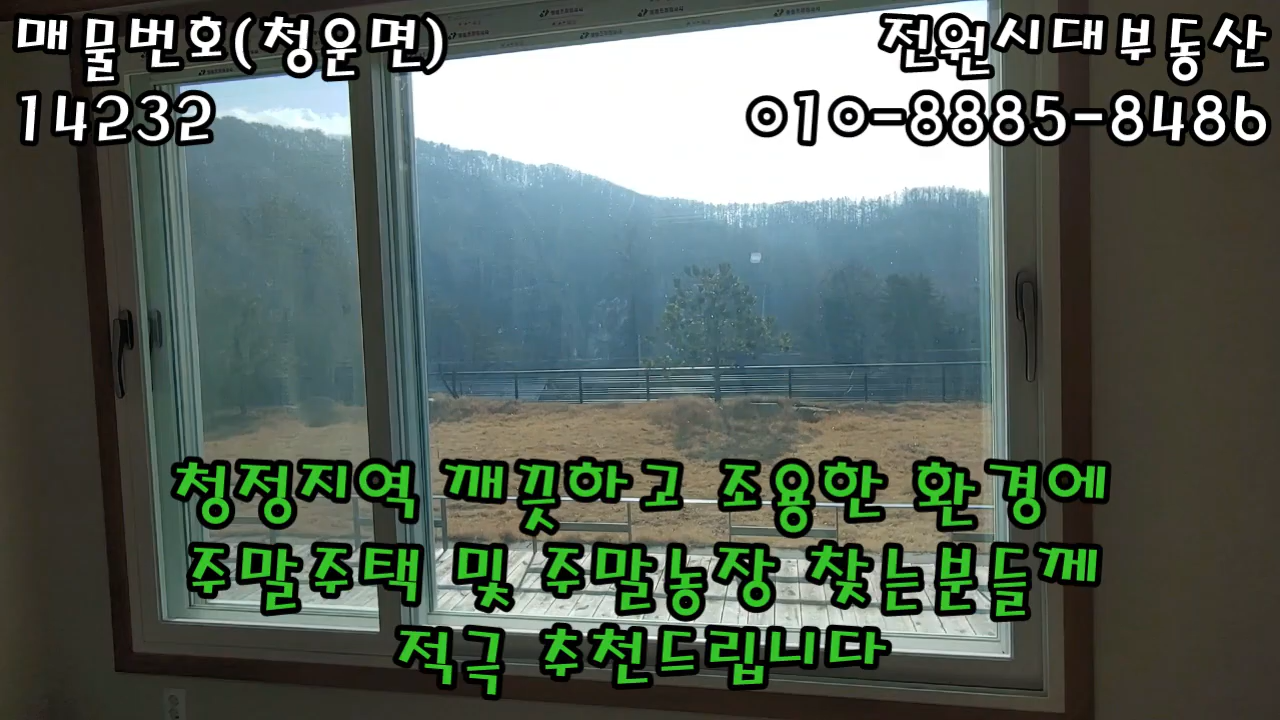 매물번호(청운면)
14232
전원시대부동산
010-8885-8486
청정지역 깨끗하고 조용한 환경에
주말주택 및 주말농장 찾는분들께
적극 추천드립니다